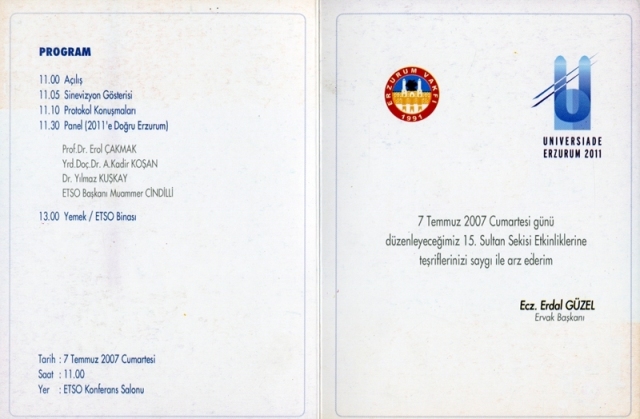 PROGRAM
11.00 Açılış
11.05 Sinevizyon Gösterisi
11.10 Protokol Konuşmaları
11.30 Panel (2011'e Doğru Erzurum)
Prof.Dr. Erol ÇAKMAK
Yrd.Doç.Dr. A.Kadir KOŞAN
Dr. Yılmaz KUŞKAY
ETSO Başkanı Muammer CİNDİLLİ
13.00 Yemek / ETSO Binası
Tarih : 7 Temmuz 2007 Cumartesi
Saat : 11.00
Yer : ETSO Konferans Salonu
ERZURUM VAKFI
1991
UNIVERSIADE
ERZURUM 2011
7 Temmuz 2007 Cumartesi günü
düzenleyeceğimiz 15. Sultan Sekisi Etkinliklerine
teşriflerinizi saygı ile arz ederim
Ecz. Erdal GÜZEL
Ervak Başkanı